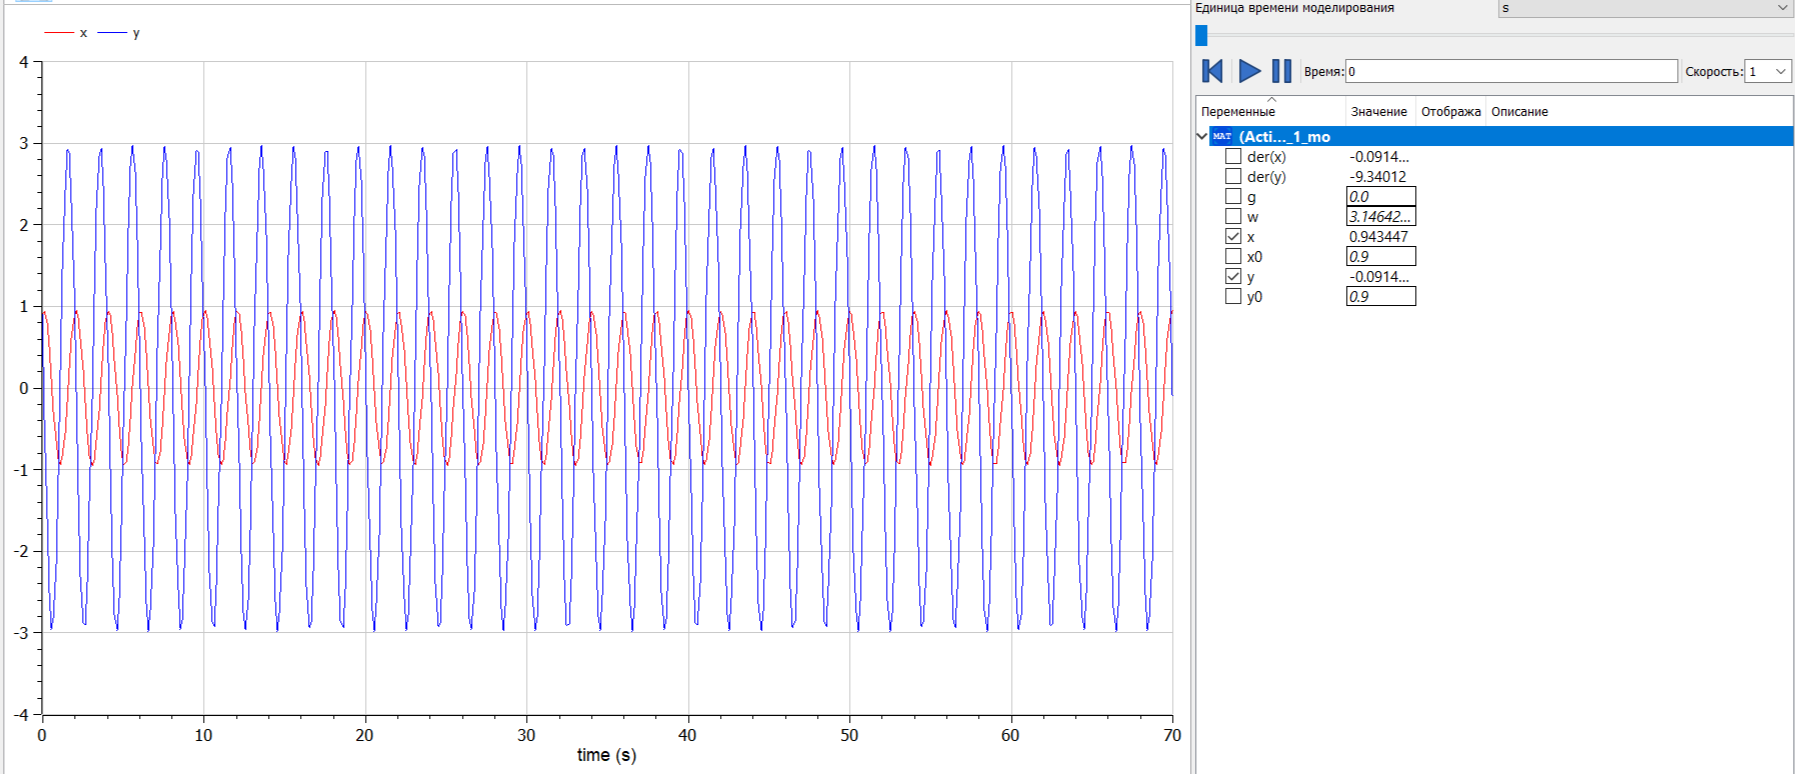 Единица времени моделирования s
x y
Время: 0 Скорость: 1
Переменные Значение Отобража Описание
MAT (Acti..._1_mo
der(x) -0.0914...
der(y) -9.34012
g 0.0
w 3.14642...
x 0.943447
x0 0.9
y -0.0914...
y0 0.9
4
3
2
1
0
-1
-2
-3
-4
0 10 20 30 40 50 60 70
time (s)